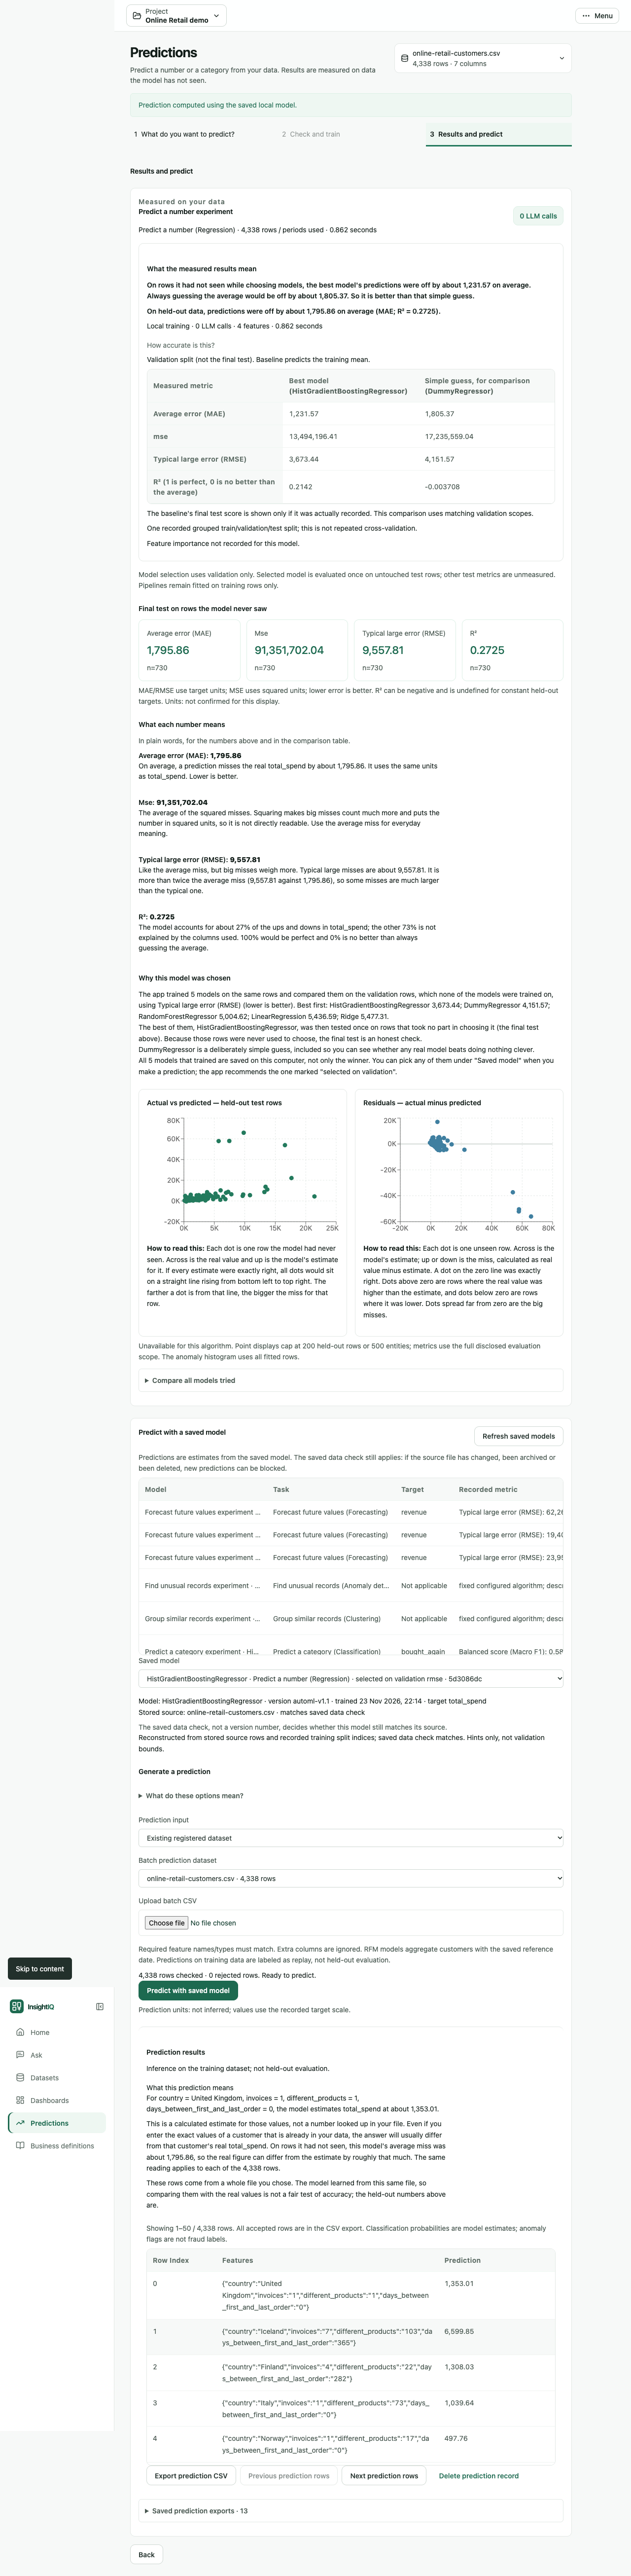 Project
Online Retail demo
Menu
Predictions
Predict a number or a category from your data. Results are measured on data
the model has not seen.
online-retail-customers.csv
4,338 rows · 7 columns
Prediction computed using the saved local model.
1 What do you want to predict?
2 Check and train
3 Results and predict
Results and predict
Measured on your data
Predict a number experiment
0 LLM calls
Predict a number (Regression) · 4,338 rows / periods used · 0.862 seconds
What the measured results mean
On rows it had not seen while choosing models, the best model's predictions were off by about 1,231.57 on average.
Always guessing the average would be off by about 1,805.37. So it is better than that simple guess.
On held-out data, predictions were off by about 1,795.86 on average (MAE; R² = 0.2725).
Local training · 0 LLM calls · 4 features · 0.862 seconds
How accurate is this?
Validation split (not the final test). Baseline predicts the training mean.
Measured metric
Best model
(HistGradientBoostingRegressor)
Simple guess, for comparison
(DummyRegressor)
Average error (MAE)
1,231.57
1,805.37
mse
13,494,196.41
17,235,559.04
Typical large error (RMSE)
3,673.44
4,151.57
R² (1 is perfect, 0 is no better than
the average)
0.2142
-0.003708
The baseline's final test score is shown only if it was actually recorded. This comparison uses matching validation scopes.
One recorded grouped train/validation/test split; this is not repeated cross-validation.
Feature importance not recorded for this model.
Model selection uses validation only. Selected model is evaluated once on untouched test rows; other test metrics are unmeasured.
Pipelines remain fitted on training rows only.
Final test on rows the model never saw
Average error (MAE)
1,795.86
n=730
Mse
91,351,702.04
n=730
Typical large error (RMSE)
9,557.81
n=730
R²
0.2725
n=730
MAE/RMSE use target units; MSE uses squared units; lower error is better. R² can be negative and is undefined for constant held-out
targets. Units: not confirmed for this display.
What each number means
In plain words, for the numbers above and in the comparison table.
Average error (MAE): 1,795.86
On average, a prediction misses the real total_spend by about 1,795.86. It uses the same units
as total_spend. Lower is better.
Mse: 91,351,702.04
The average of the squared misses. Squaring makes big misses count much more and puts the
number in squared units, so it is not directly readable. Use the average miss for everyday
meaning.
Typical large error (RMSE): 9,557.81
Like the average miss, but big misses weigh more. Typical large misses are about 9,557.81. It is
more than twice the average miss (9,557.81 against 1,795.86), so some misses are much larger
than the typical one.
R²: 0.2725
The model accounts for about 27% of the ups and downs in total_spend; the other 73% is not
explained by the columns used. 100% would be perfect and 0% is no better than always
guessing the average.
Why this model was chosen
The app trained 5 models on the same rows and compared them on the validation rows, which none of the models were trained on,
using Typical large error (RMSE) (lower is better). Best first: HistGradientBoostingRegressor 3,673.44; DummyRegressor 4,151.57;
RandomForestRegressor 5,004.62; LinearRegression 5,436.59; Ridge 5,477.31.
The best of them, HistGradientBoostingRegressor, was then tested once on rows that took no part in choosing it (the final test
above). Because those rows were never used to choose, the final test is an honest check.
DummyRegressor is a deliberately simple guess, included so you can see whether any real model beats doing nothing clever.
All 5 models that trained are saved on this computer, not only the winner. You can pick any of them under "Saved model" when you
make a prediction; the app recommends the one marked "selected on validation".
Actual vs predicted — held-out test rows
80K
60K
40K
20K
0K
−20K
0K 5K 10K 15K 20K 25K
How to read this: Each dot is one row the model had never
seen. Across is the real value and up is the model's estimate
for it. If every estimate were exactly right, all dots would sit
on a straight line rising from bottom left to top right. The
farther a dot is from that line, the bigger the miss for that
row.
Residuals — actual minus predicted
20K
0K
−20K
−40K
−60K
−20K 0K 20K 40K 60K 80K
How to read this: Each dot is one unseen row. Across is the
model's estimate; up or down is the miss, calculated as real
value minus estimate. A dot on the zero line was exactly
right. Dots above zero are rows where the real value was
higher than the estimate, and dots below zero are rows
where it was lower. Dots spread far from zero are the big
misses.
Unavailable for this algorithm. Point displays cap at 200 held-out rows or 500 entities; metrics use the full disclosed evaluation
scope. The anomaly histogram uses all fitted rows.
Compare all models tried
Predict with a saved model
Refresh saved models
Predictions are estimates from the saved model. The saved data check still applies: if the source file has changed, been archived or
been deleted, new predictions can be blocked.
Model
Task
Target
Recorded metric
Forecast future values experiment ...
Forecast future values (Forecasting)
revenue
Typical large error (RMSE): 62,26
Forecast future values experiment ...
Forecast future values (Forecasting)
revenue
Typical large error (RMSE): 19,40
Forecast future values experiment ...
Forecast future values (Forecasting)
revenue
Typical large error (RMSE): 23,95
Find unusual records experiment · ...
Find unusual records (Anomaly det...
Not applicable
fixed configured algorithm; descr
Group similar records experiment ·...
Group similar records (Clustering)
Not applicable
fixed configured algorithm; descr
Predict a category experiment · Hi...
Predict a category (Classification)
bought_again
Balanced score (Macro F1): 0.58
Saved model
HistGradientBoostingRegressor · Predict a number (Regression) · selected on validation rmse · 5d3086dc
Model: HistGradientBoostingRegressor · version automl-v1.1 · trained 23 Nov 2026, 22:14 · target total_spend
Stored source: online-retail-customers.csv · matches saved data check
The saved data check, not a version number, decides whether this model still matches its source.
Reconstructed from stored source rows and recorded training split indices; saved data check matches. Hints only, not validation
bounds.
Generate a prediction
What do these options mean?
Prediction input
Existing registered dataset
Batch prediction dataset
online-retail-customers.csv · 4,338 rows
Upload batch CSV
Choose file No file chosen
Required feature names/types must match. Extra columns are ignored. RFM models aggregate customers with the saved reference
date. Predictions on training data are labeled as replay, not held-out evaluation.
4,338 rows checked · 0 rejected rows. Ready to predict.
Predict with saved model
Prediction units: not inferred; values use the recorded target scale.
Skip to content
InsightIQ
Home
Ask
Datasets
Dashboards
Predictions
Business definitions
Prediction results
Inference on the training dataset; not held-out evaluation.
What this prediction means
For country = United Kingdom, invoices = 1, different_products = 1,
days_between_first_and_last_order = 0, the model estimates total_spend at about 1,353.01.
This is a calculated estimate for those values, not a number looked up in your file. Even if you
enter the exact values of a customer that is already in your data, the answer will usually differ
from that customer's real total_spend. On rows it had not seen, this model's average miss was
about 1,795.86, so the real figure can differ from the estimate by roughly that much. The same
reading applies to each of the 4,338 rows.
These rows come from a whole file you chose. The model learned from this same file, so
comparing them with the real values is not a fair test of accuracy; the held-out numbers above
are.
Showing 1–50 / 4,338 rows. All accepted rows are in the CSV export. Classification probabilities are model estimates; anomaly
flags are not fraud labels.
Row Index
Features
Prediction
0
{"country":"United
Kingdom","invoices":"1","different_products":"1","days_between
_first_and_last_order":"0"}
1,353.01
1
{"country":"Iceland","invoices":"7","different_products":"103","da
ys_between_first_and_last_order":"365"}
6,599.85
2
{"country":"Finland","invoices":"4","different_products":"22","day
s_between_first_and_last_order":"282"}
1,308.03
3
{"country":"Italy","invoices":"1","different_products":"73","days_
between_first_and_last_order":"0"}
1,039.64
4
{"country":"Norway","invoices":"1","different_products":"17","da
ys_between_first_and_last_order":"0"}
497.76
Export prediction CSV
Previous prediction rows
Next prediction rows
Delete prediction record
Saved prediction exports · 13
Back